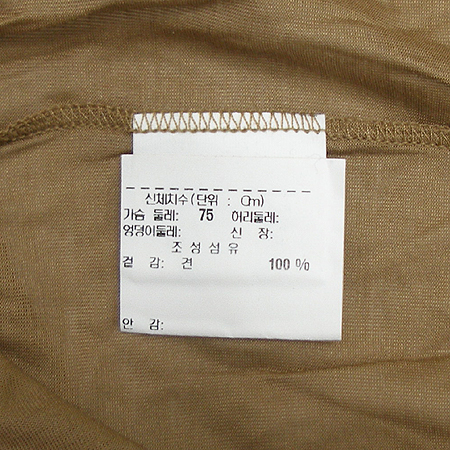 신체치수(단위 : Cm)
가슴 둘레: 75 허리둘레:
엉덩이둘레: 신 장:
조성섬유
겉 감: 견 100 %
안 감: